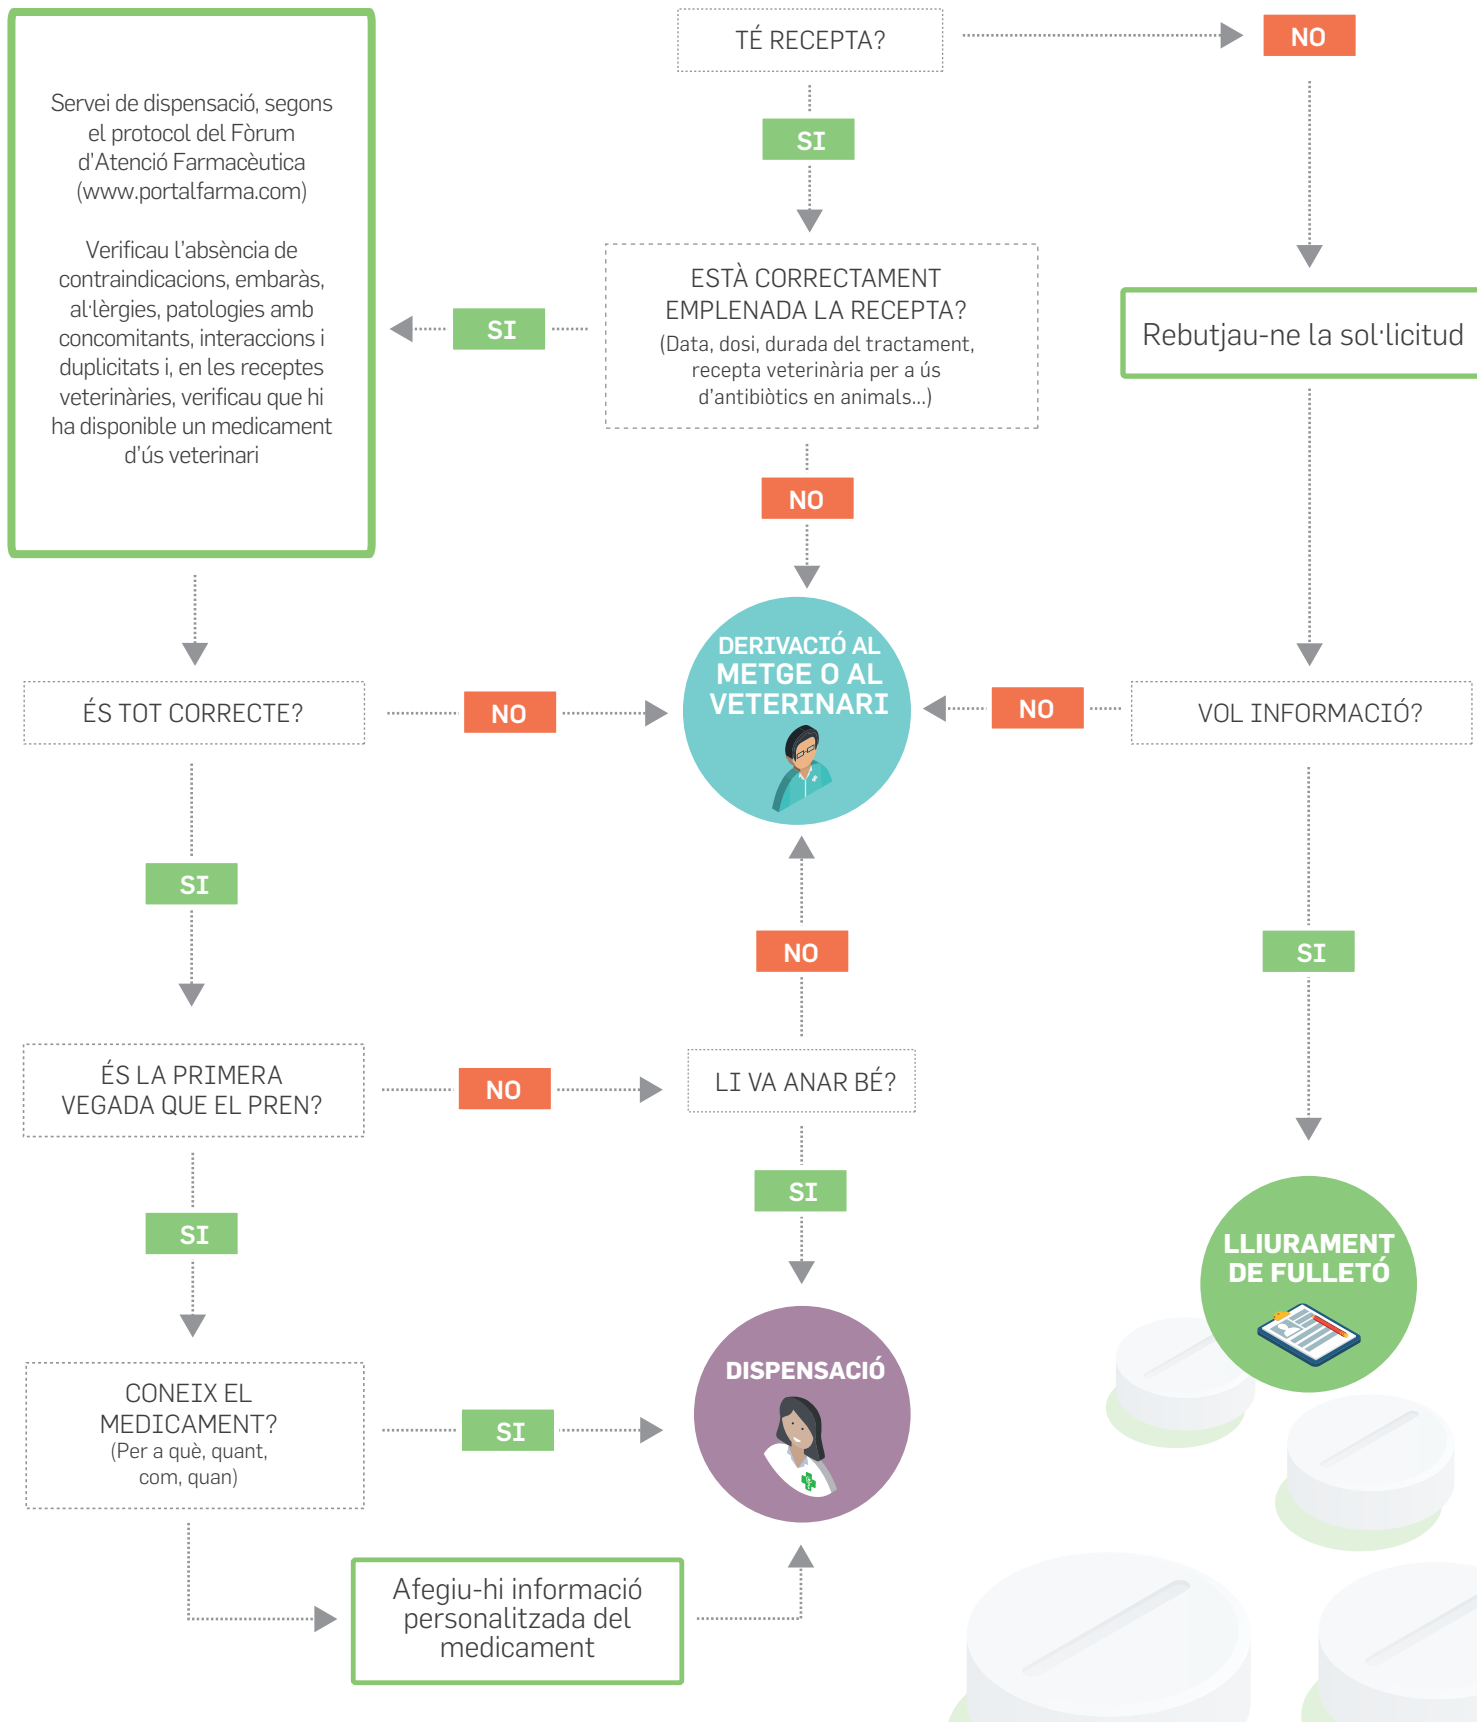 TÉ RECEPTA?
NO
SI
Servei de dispensació, segons
el protocol del Fòrum
d'Atenció Farmacèutica
(www.portalfarma.com)
Verificau l'absència de
contraindicacions, embaràs,
al·lèrgies, patologies amb
concomitants, interaccions i
duplicitats i, en les receptes
veterinàries, verificau que hi
ha disponible un medicament
d'ús veterinari
SI
ESTÀ CORRECTAMENT
EMPLENADA LA RECEPTA?
(Data, dosi, durada del tractament,
recepta veterinària per a ús
d'antibiòtics en animals...)
Rebutjau-ne la sol·licitud
NO
DERIVACIÓ AL
METGE O AL
VETERINARI
ÉS TOT CORRECTE?
NO
NO
VOL INFORMACIÓ?
SI
NO
SI
ÉS LA PRIMERA
VEGADA QUE EL PREN?
NO
LI VA ANAR BÉ?
SI
SI
LLIURAMENT
DE FULLETÓ
CONEIX EL
MEDICAMENT?
(Per a què, quant,
com, quan)
SI
DISPENSACIÓ
Afegiu-hi informació
personalitzada del
medicament